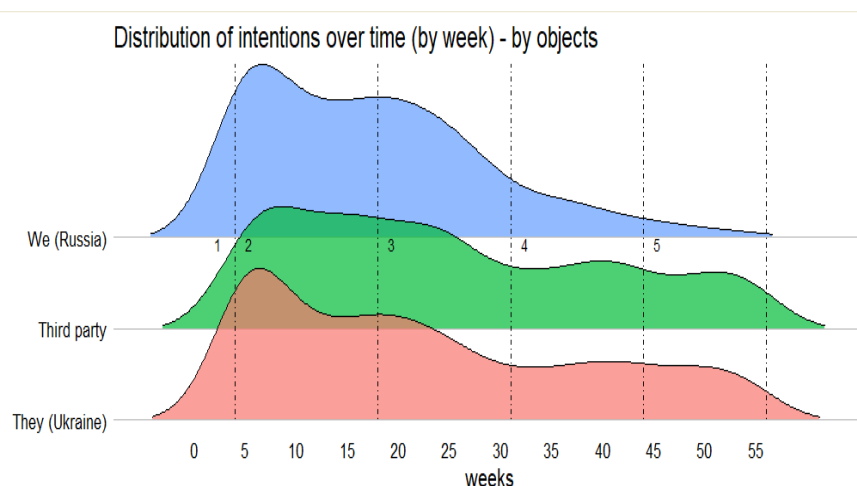 Distribution of intentions over time (by week) - by objects
We (Russia)
1 2 3 4 5
Third party
They (Ukraine)
0 5 10 15 20 25 30 35 40 45 50 55
weeks